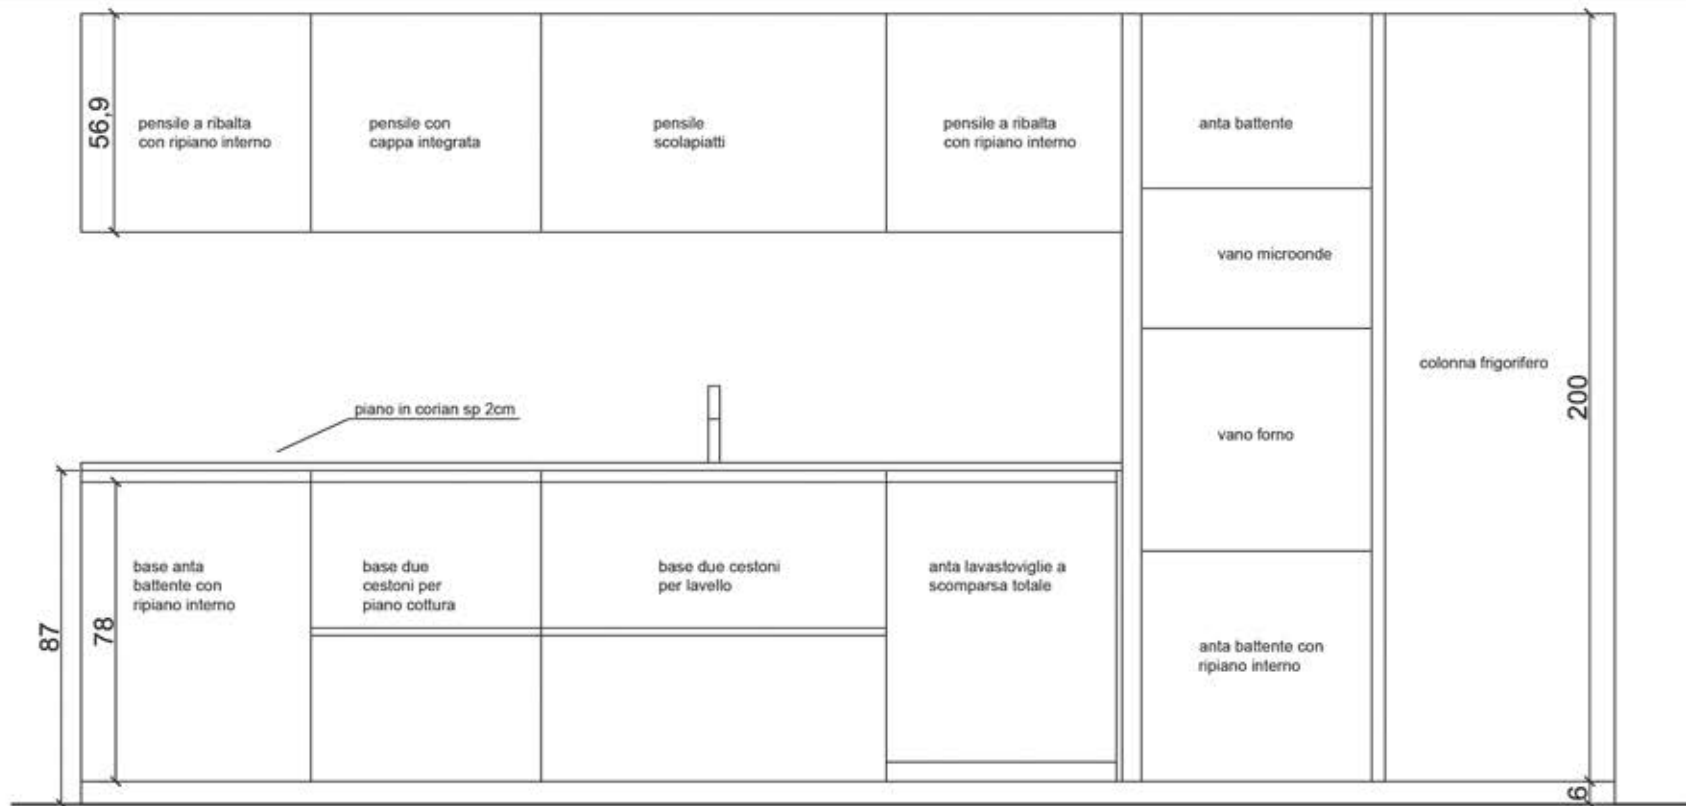 56,9
pensile a ribalta
con ripiano interno
pensile con
cappa integrata
pensile
scolapiatti
pensile a ribalta
con ripiano interno
anta battente
vano microonde
colonna frigorifero
200
piano in corian sp 2cm
vano forno
87
78
base anta
battente con
ripiano interno
base due
cestoni per
piano cottura
base due cestoni
per lavello
anta lavastoviglie a
scomparsa totale
anta battente con
ripiano interno
6